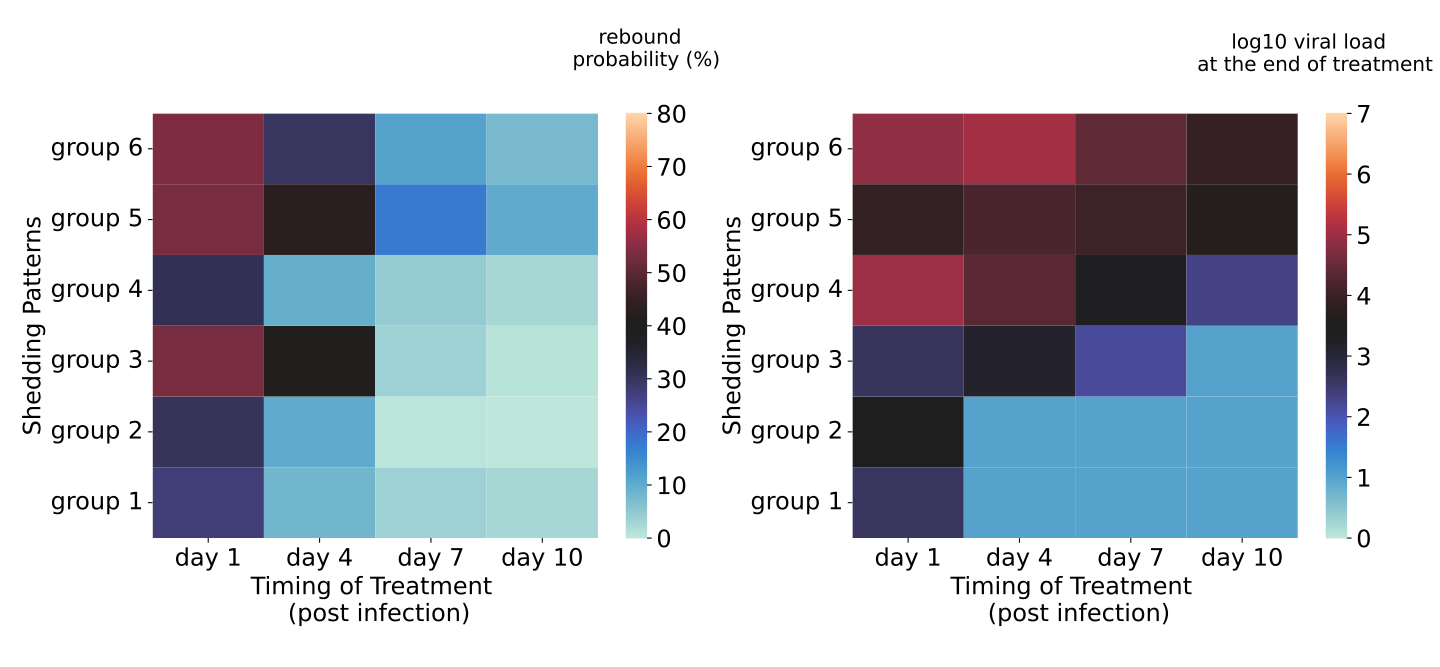 rebound
probability (%)
group 6
group 5
group 4
group 3
group 2
group 1
Shedding Patterns
day 1 day 4 day 7 day 10
Timing of Treatment
(post infection)
80
70
60
50
40
30
20
10
0
log10 viral load
at the end of treatment
group 6
group 5
group 4
group 3
group 2
group 1
Shedding Patterns
day 1 day 4 day 7 day 10
Timing of Treatment
(post infection)
7
6
5
4
3
2
1
0